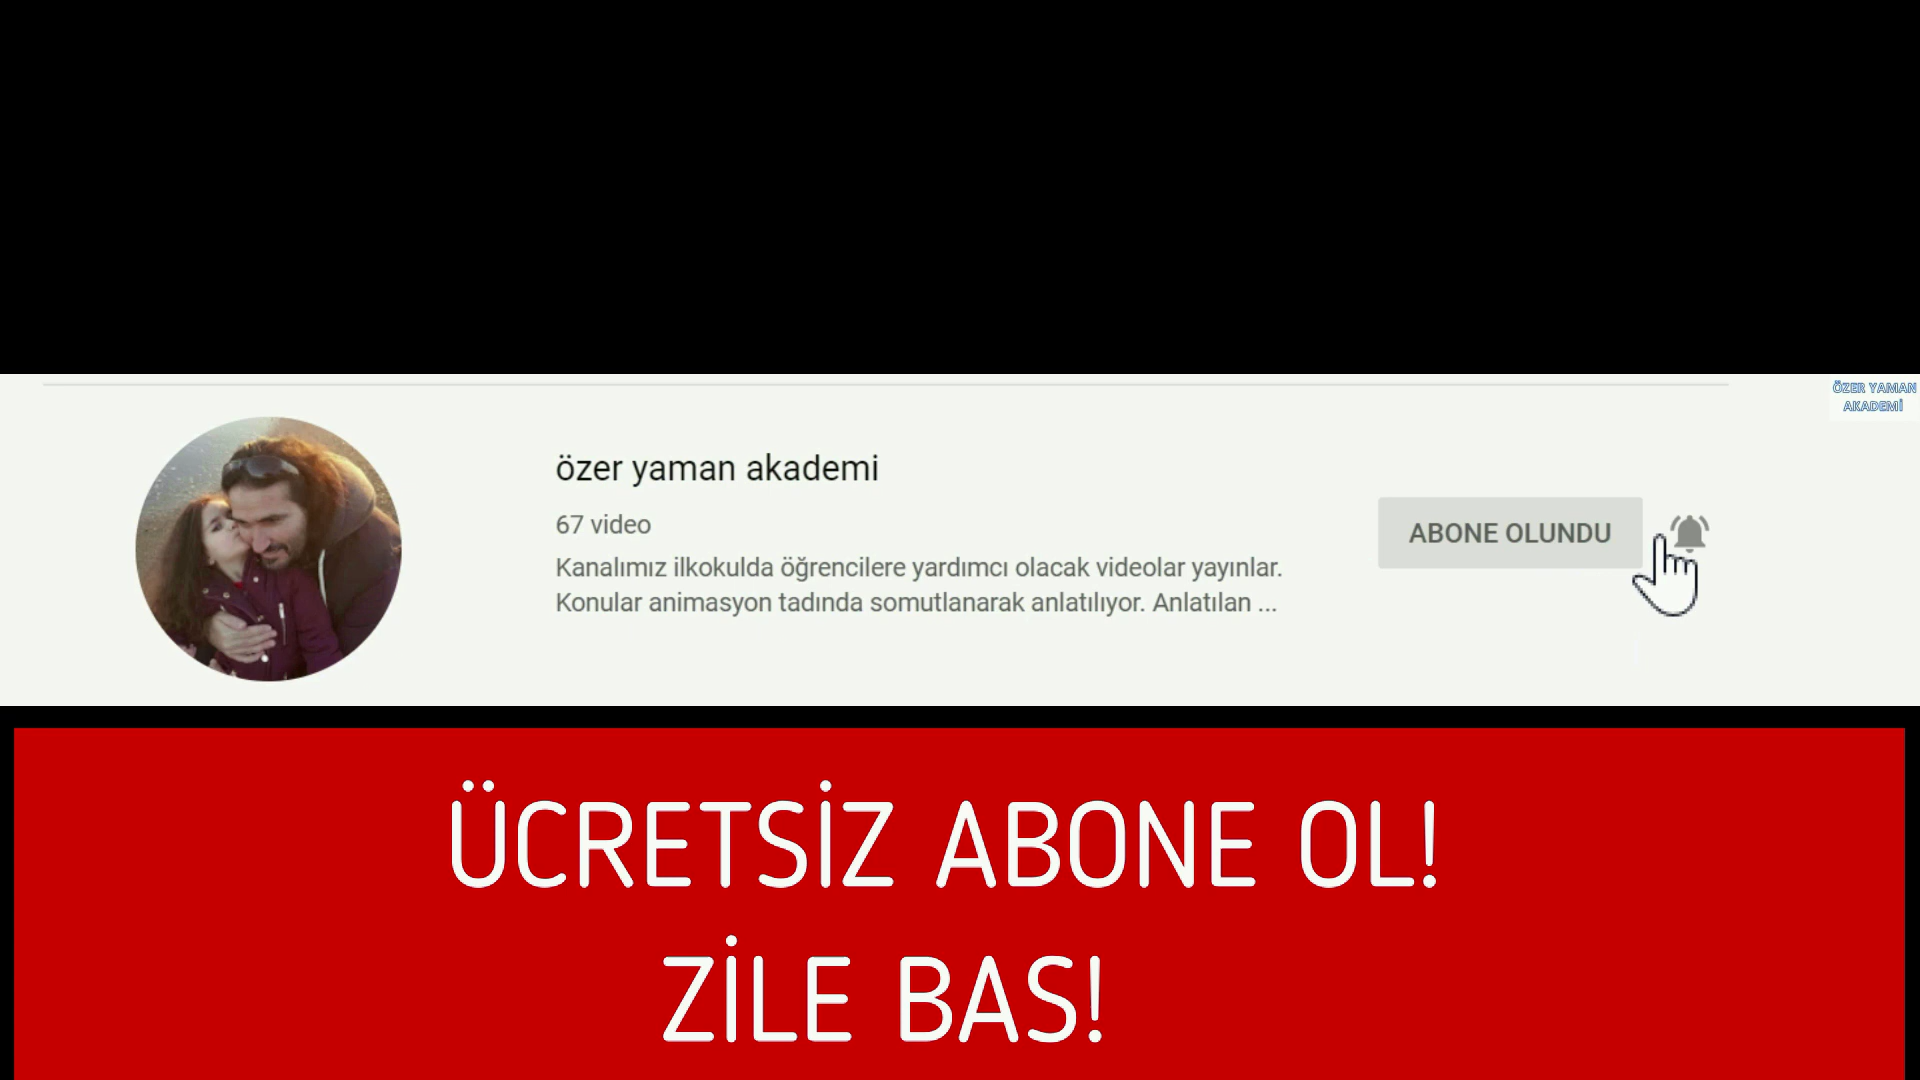 ÖZER YAMAN
AKADEMİ
özer yaman akademi
67 video
Kanalımız ilkokulda öğrencilere yardımcı olacak videolar yayınlar.
Konular animasyon tadında somutlanarak anlatılıyor. Anlatılan ...
ABONE OLUNDU
ÜCRETSİZ ABONE OL!
ZİLE BAS!